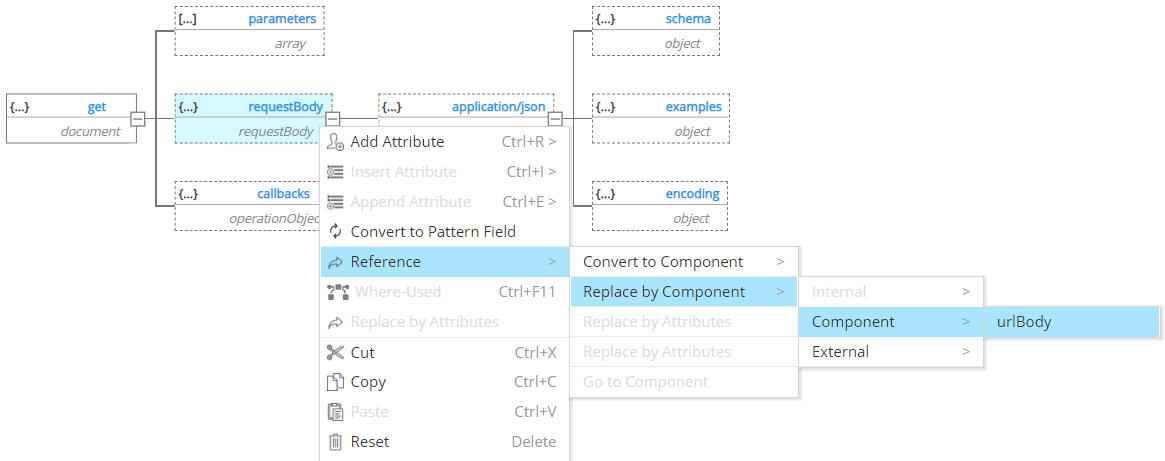 [...] parameters
array
{...} schema
object
{...} get
document
{...} requestBody
requestBody
{...} application/json
{...} examples
object
{...} callbacks
operationObjec
{...} encoding
object
Add Attribute Ctrl+R >
Insert Attribute Ctrl+I >
Append Attribute Ctrl+E >
Convert to Pattern Field
Reference >
Where-Used Ctrl+F11
Replace by Attributes
Cut Ctrl+X
Copy Ctrl+C
Paste Ctrl+V
Reset Delete
Convert to Component >
Replace by Component >
Replace by Attributes
Replace by Attributes
Go to Component
Internal >
Component >
External >
urlBody